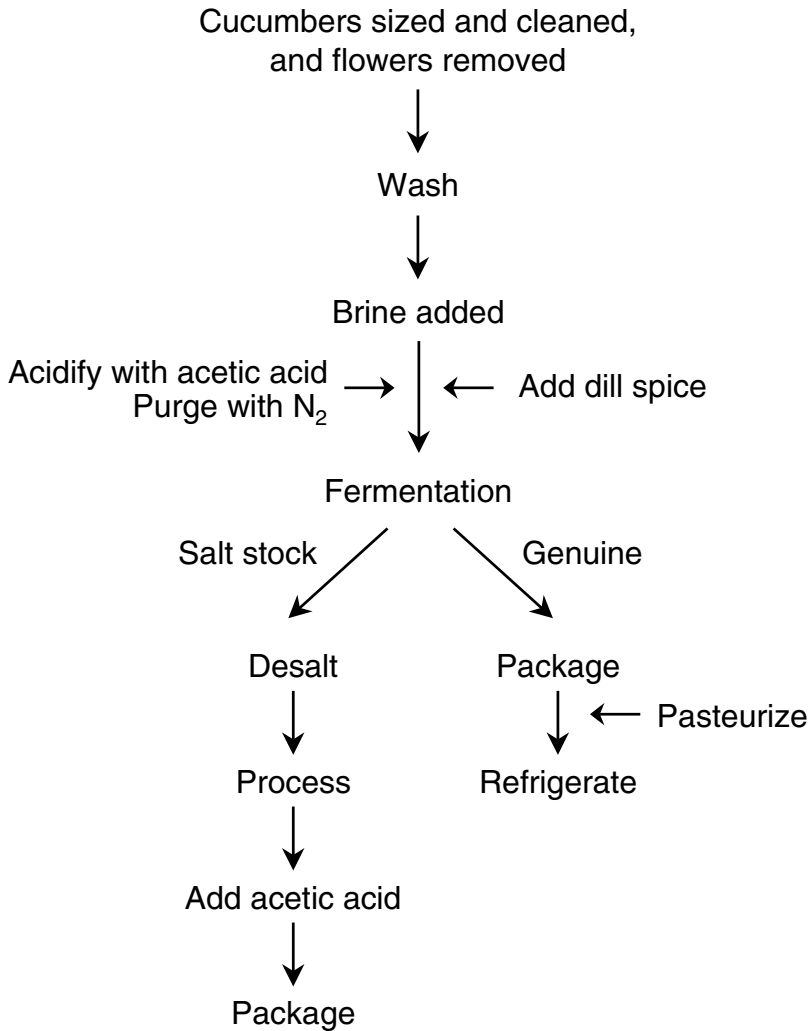 Cucumbers sized and cleaned,
and flowers removed
Wash
Brine added
Acidify with acetic acid
Purge with N₂
Add dill spice
Fermentation
Salt stock
Genuine
Desalt
Package
Pasteurize
Process
Refrigerate
Add acetic acid
Package